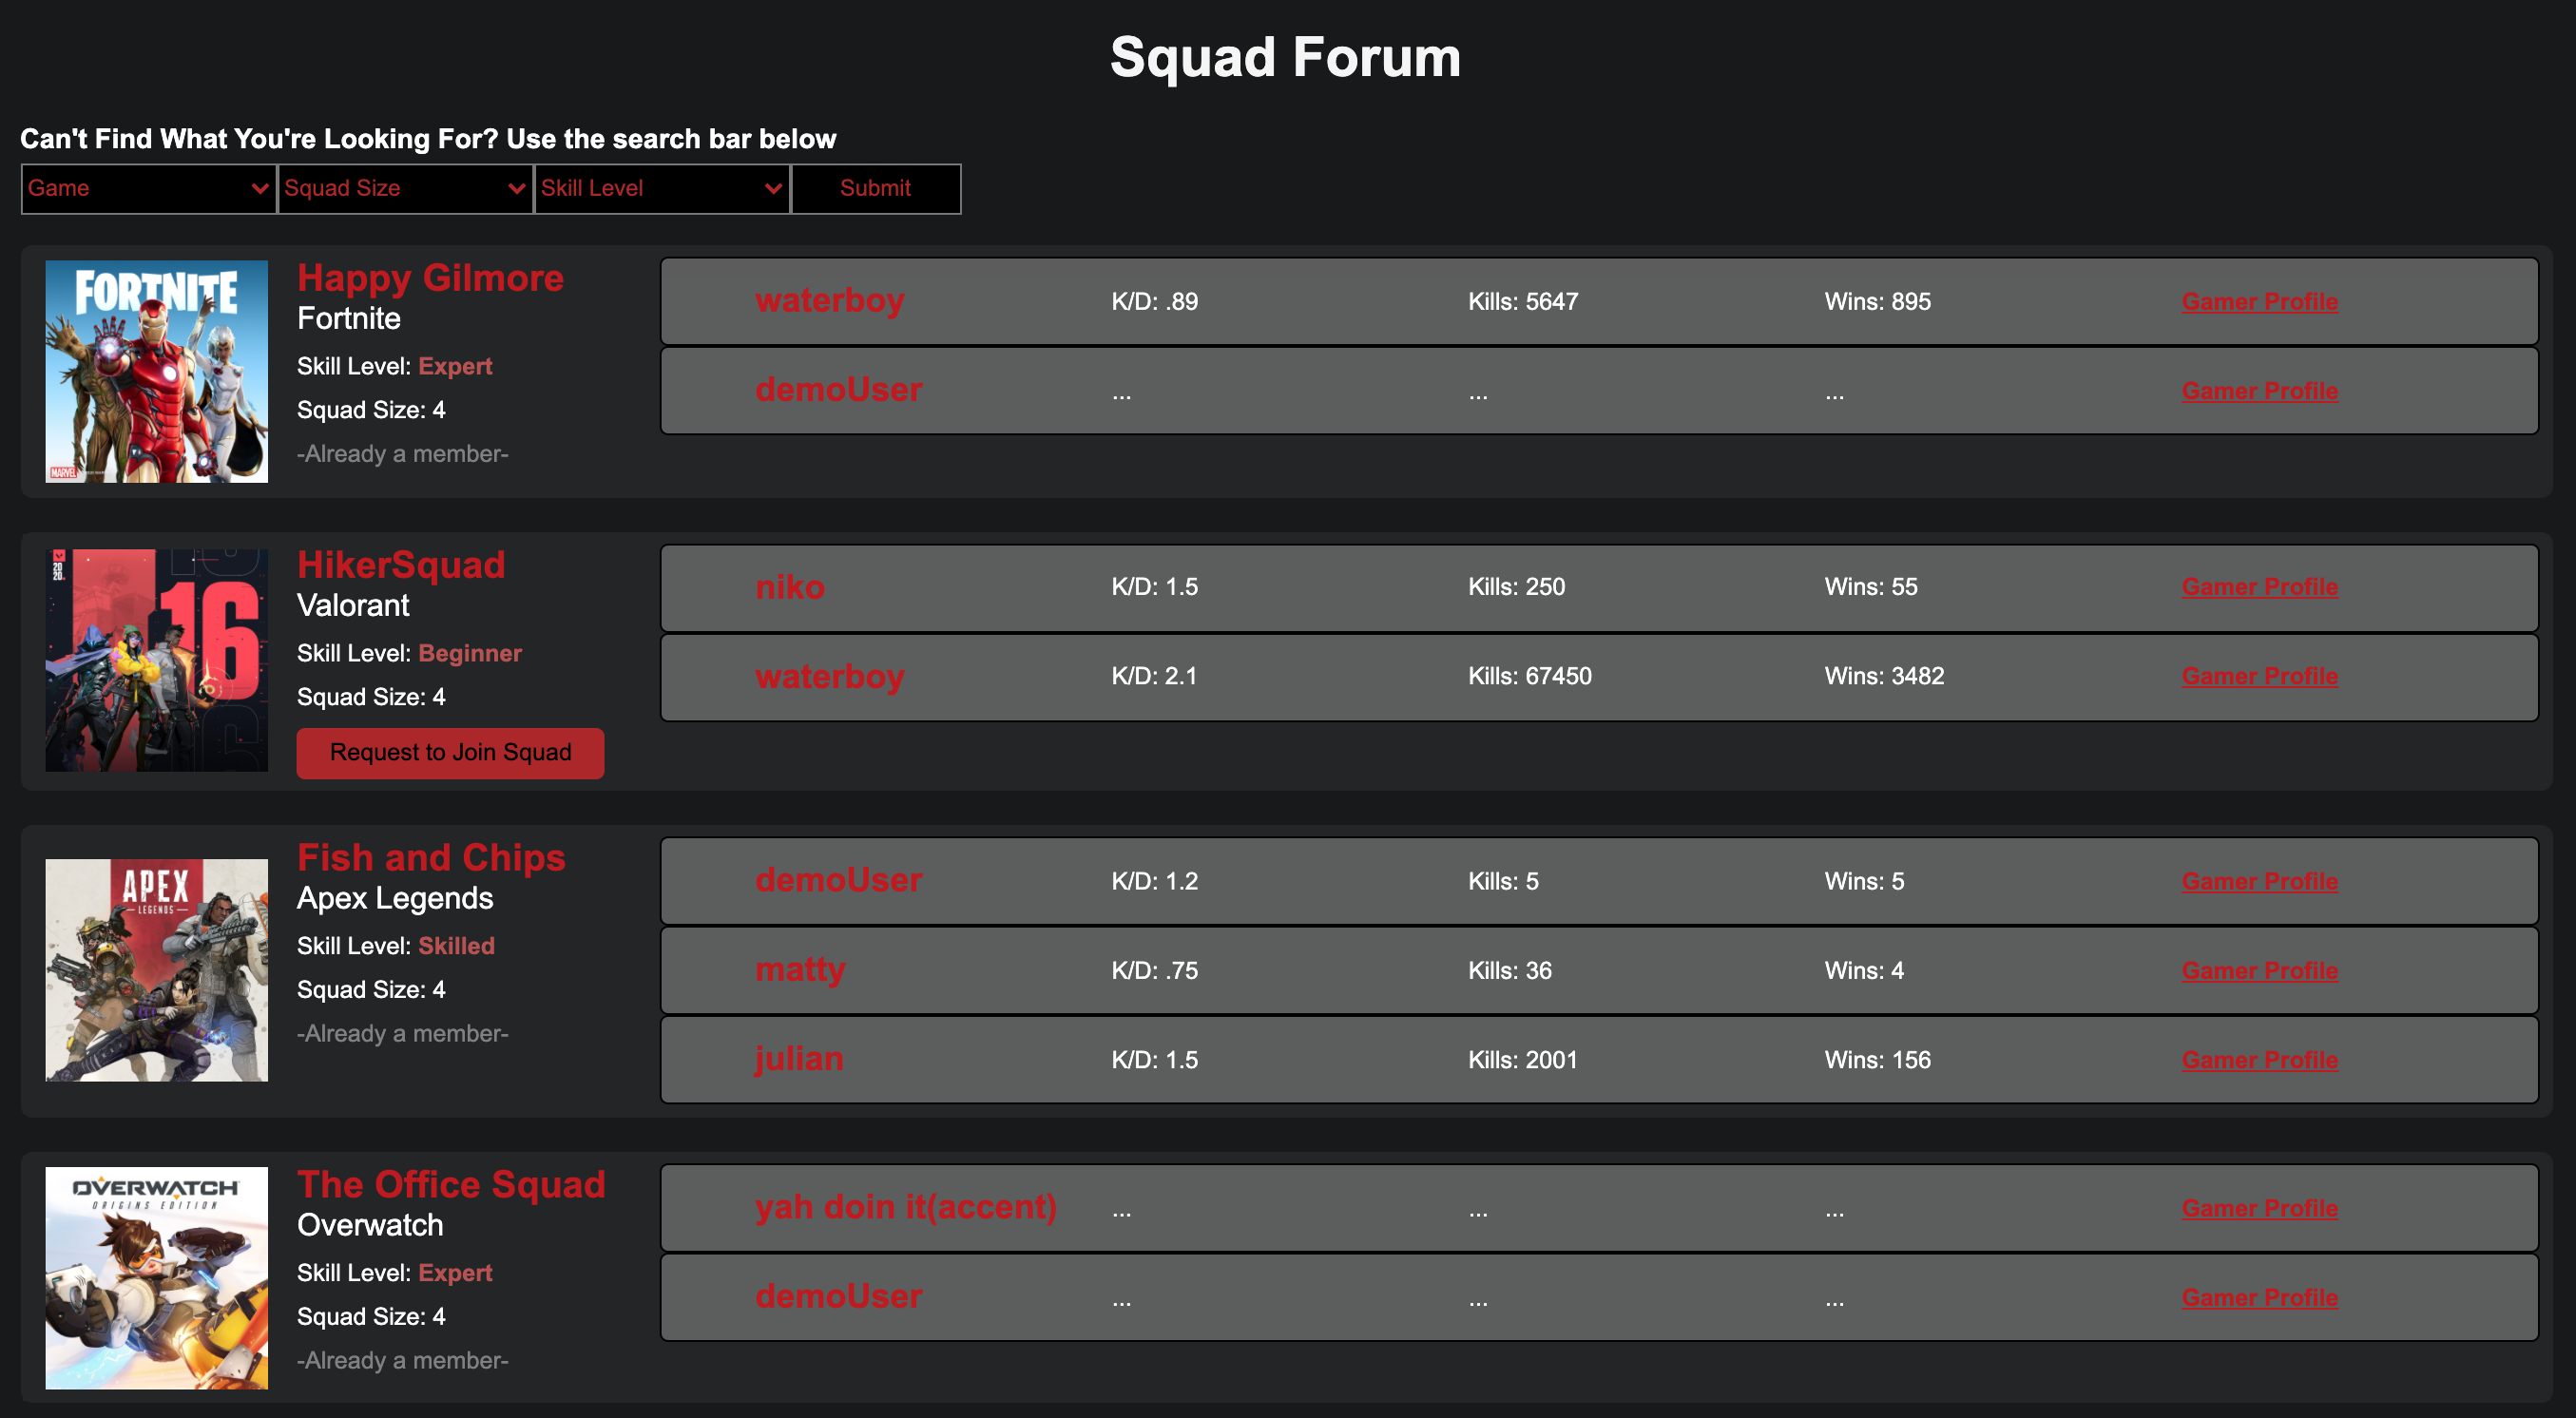 Squad Forum
Can't Find What You're Looking For? Use the search bar below
Game Squad Size Skill Level Submit
FORTNITE
MARVEL
Happy Gilmore
Fortnite
Skill Level: Expert
Squad Size: 4
-Already a member-
waterboy K/D: .89 Kills: 5647 Wins: 895 Gamer Profile
demoUser ... ... ... Gamer Profile
2020
16
HikerSquad
Valorant
Skill Level: Beginner
Squad Size: 4
Request to Join Squad
niko K/D: 1.5 Kills: 250 Wins: 55 Gamer Profile
waterboy K/D: 2.1 Kills: 67450 Wins: 3482 Gamer Profile
APEX
LEGENDS
Fish and Chips
Apex Legends
Skill Level: Skilled
Squad Size: 4
-Already a member-
demoUser K/D: 1.2 Kills: 5 Wins: 5 Gamer Profile
matty K/D: .75 Kills: 36 Wins: 4 Gamer Profile
julian K/D: 1.5 Kills: 2001 Wins: 156 Gamer Profile
OVERWATCH
ORIGINS EDITION
The Office Squad
Overwatch
Skill Level: Expert
Squad Size: 4
-Already a member-
yah doin it(accent) ... ... ... Gamer Profile
demoUser ... ... ... Gamer Profile